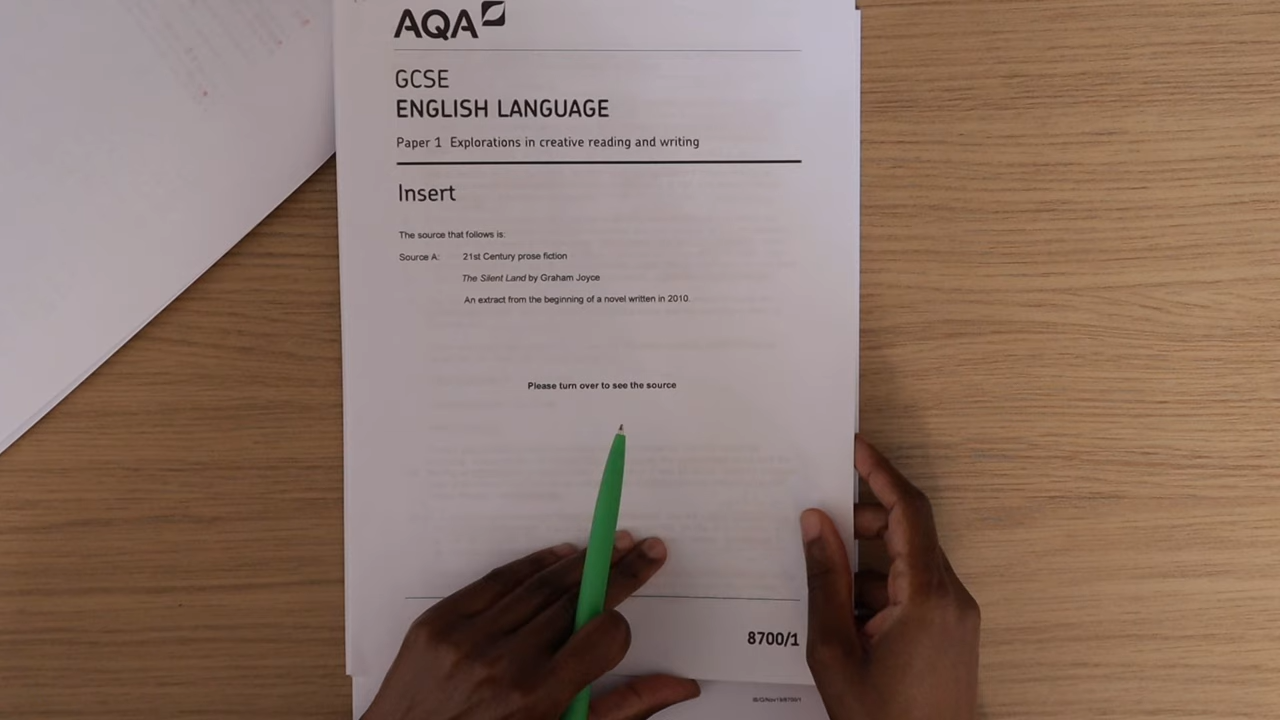 AQA
GCSE
ENGLISH LANGUAGE
Paper 1 Explorations in creative reading and writing
Insert
The source that follows is:
Source A: 21st Century prose fiction
The Silent Land by Graham Joyce
An extract from the beginning of a novel written in 2010.
Please turn over to see the source
8700/1